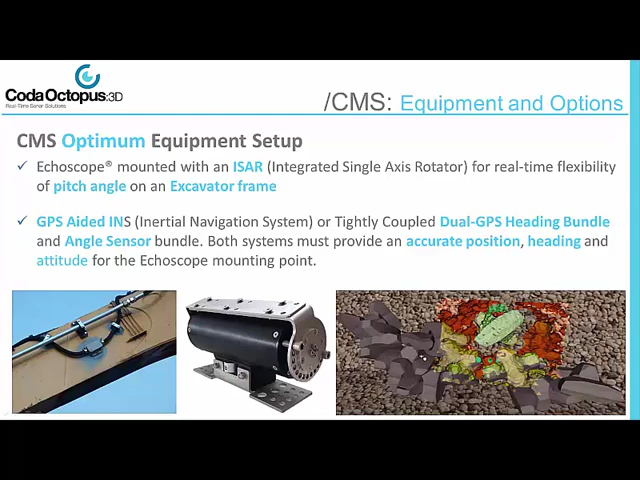 CodaOctopus:3D
Real-Time Sonar Solutions
/CMS: Equipment and Options
CMS Optimum Equipment Setup
✓ Echoscope® mounted with an ISAR (Integrated Single Axis Rotator) for real-time flexibility
of pitch angle on an Excavator frame
✓ GPS Aided INS (Inertial Navigation System) or Tightly Coupled Dual-GPS Heading Bundle
and Angle Sensor bundle. Both systems must provide an accurate position, heading and
attitude for the Echoscope mounting point.